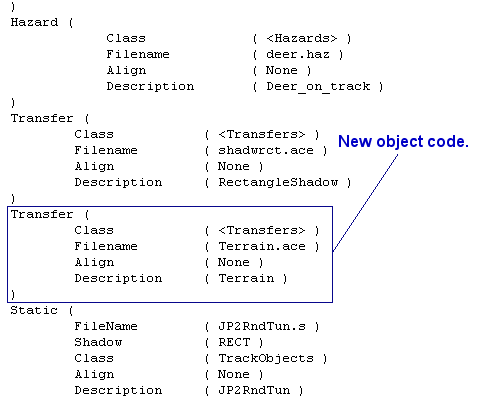 )
Hazard (
Class ( <Hazards> )
Filename ( deer.haz )
Align ( None )
Description ( Deer_on_track )
)
Transfer (
Class ( <Transfers> )
Filename ( shadwrct.ace )
Align ( None )
Description ( RectangleShadow )
)
New object code.
Transfer (
Class ( <Transfers> )
Filename ( Terrain.ace )
Align ( None )
Description ( Terrain )
)
Static (
FileName ( JP2RndTun.s )
Shadow ( RECT )
Class ( TrackObjects )
Align ( None )
Description ( JP2RndTun )